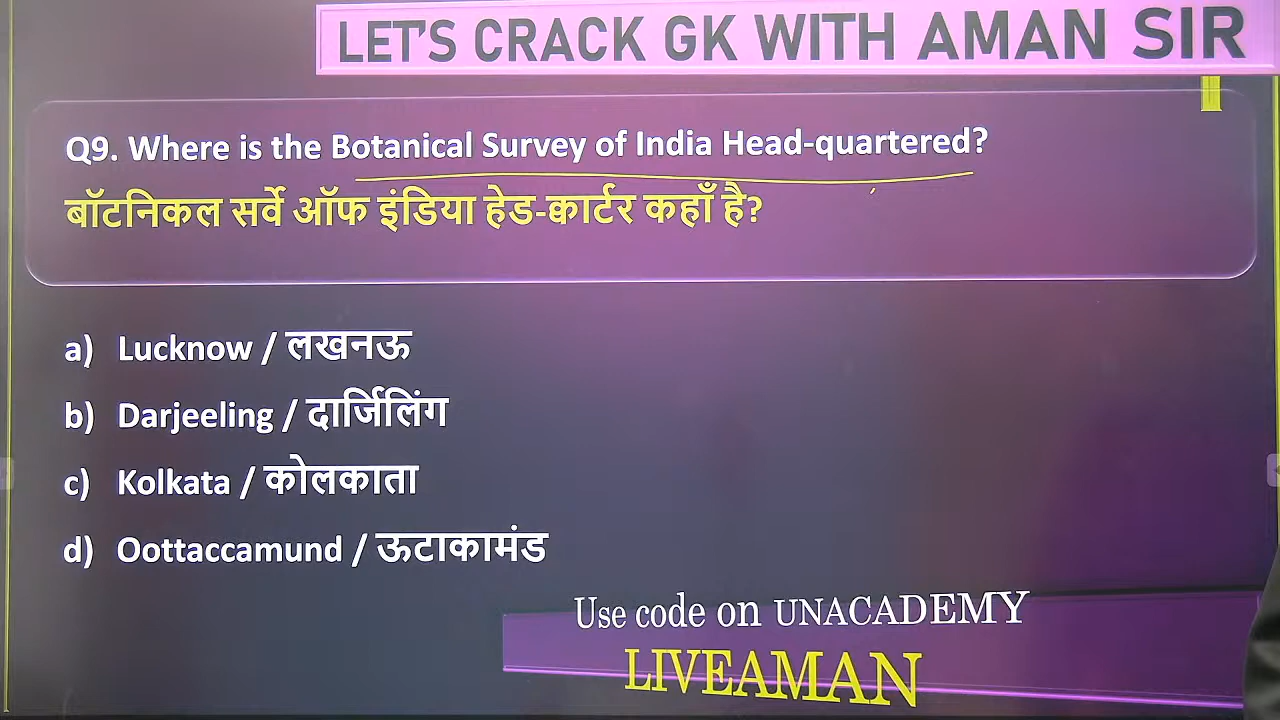 LET'S CRACK GK WITH AMAN SIR
Q9. Where is the Botanical Survey of India Head-quartered?
बॉटनिकल सर्वे ऑफ इंडिया हेड-क्वार्टर कहाँ है?
a) Lucknow / लखनऊ
b) Darjeeling / दार्जिलिंग
c) Kolkata / कोलकाता
d) Oottaccamund / ऊटाकामंड
Use code on UNACADEMY
LIVEAMAN